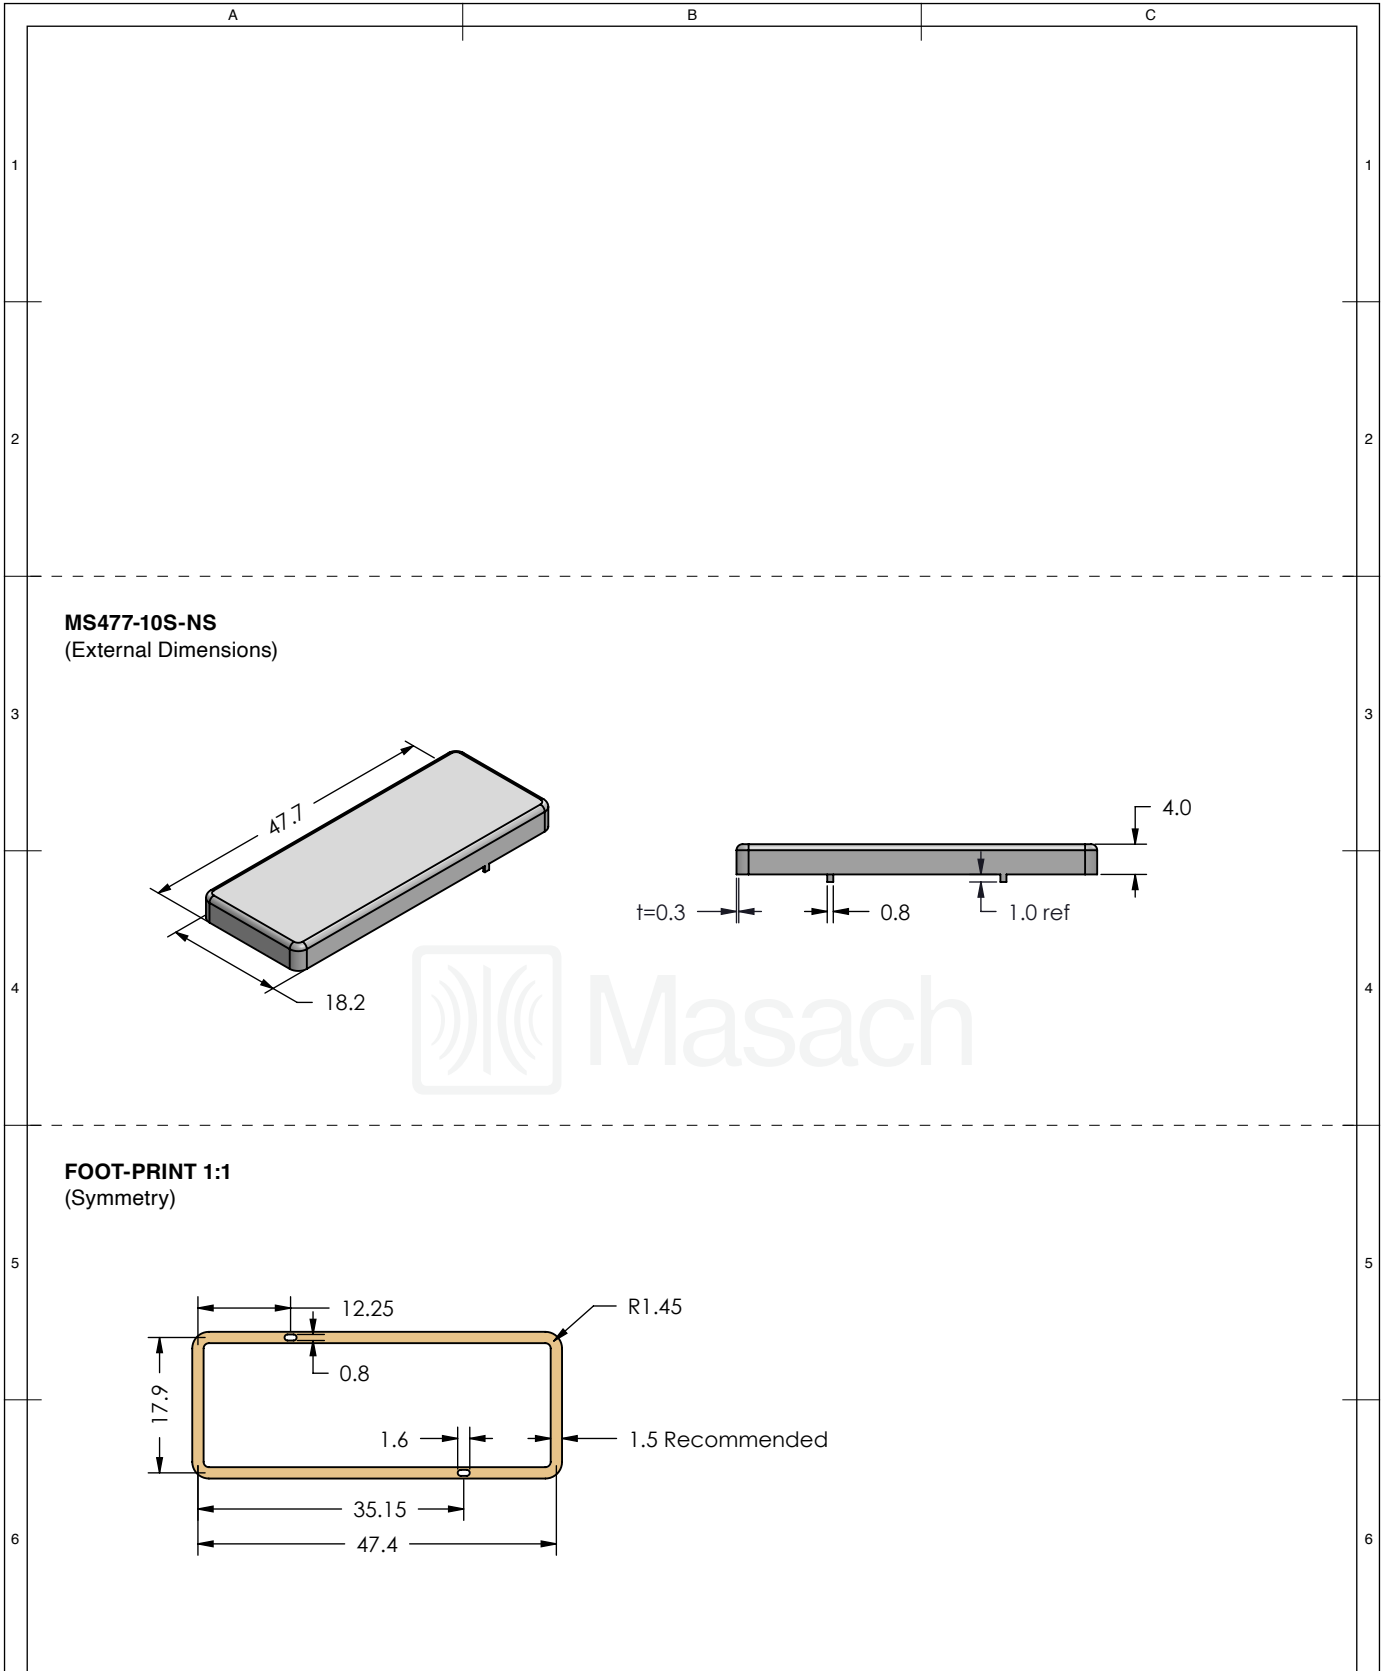 A B C
1 1
2 2
MS477-10S-NS
(External Dimensions)
3 3
47.7
4.0
t=0.3 0.8 1.0 ref
18.2
4 4
Masach
FOOT-PRINT 1:1
(Symmetry)
5 5
12.25 R1.45
0.8
17.9
1.6 1.5 Recommended
35.15
6 6
47.4